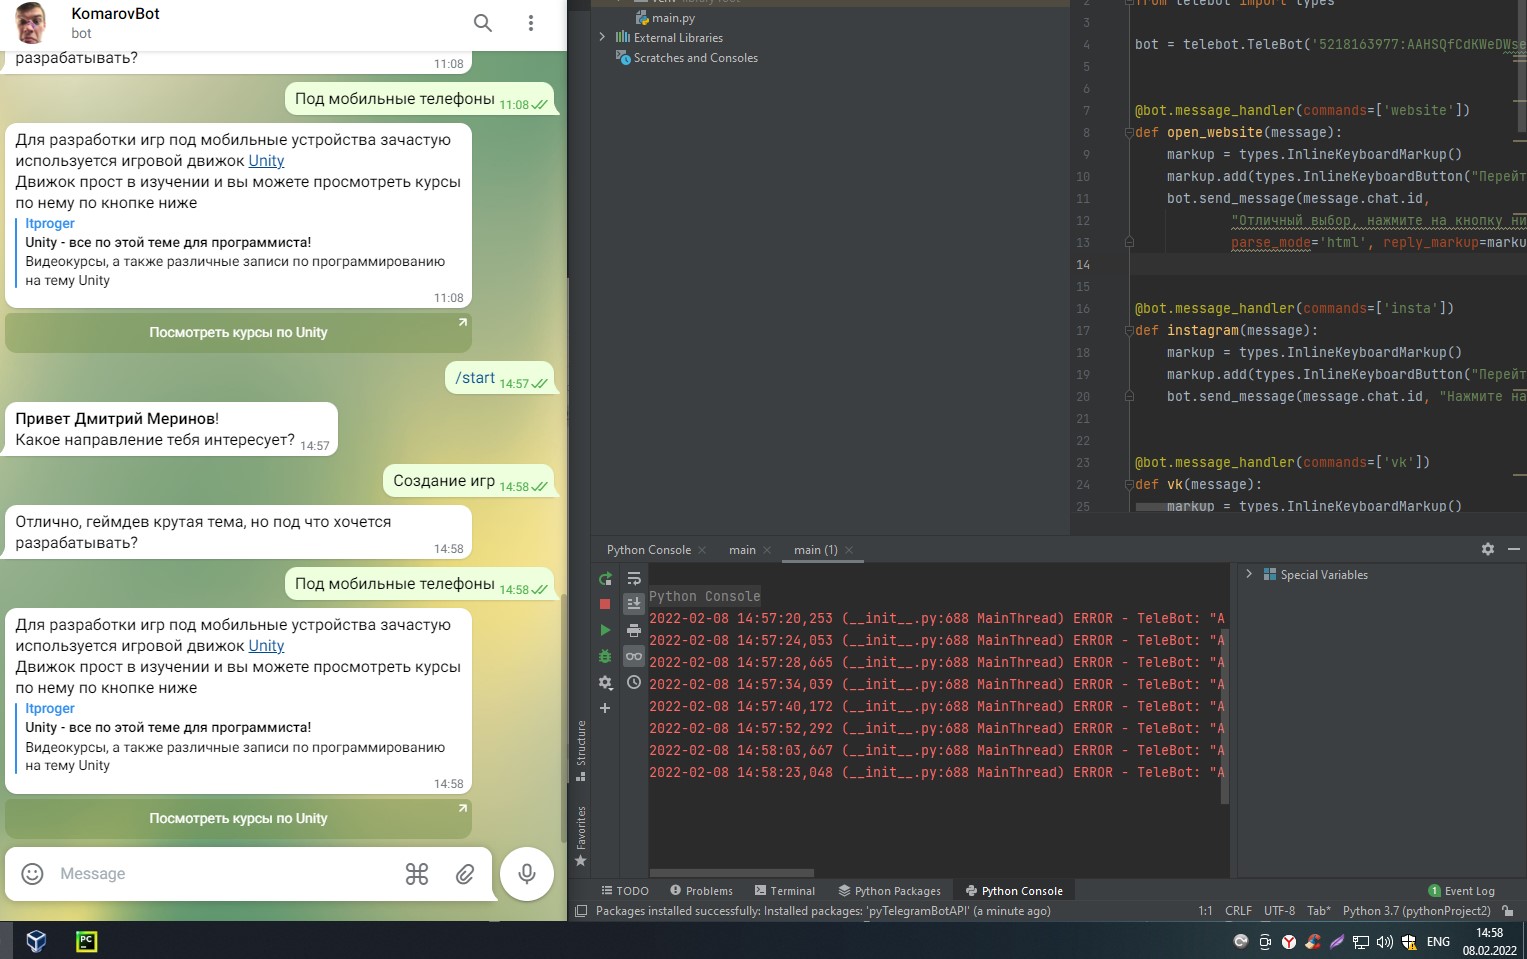 KomarovBot
bot
разрабатывать?
11:08
Под мобильные телефоны 11:08
Для разработки игр под мобильные устройства зачастую
используется игровой движок Unity
Движок прост в изучении и вы можете просмотреть курсы
по нему по кнопке ниже
Itproger
Unity - все по этой теме для программиста!
Видеокурсы, а также различные записи по программированию
на тему Unity
11:08
Посмотреть курсы по Unity
/start 14:57
Привет Дмитрий Меринов!
Какое направление тебя интересует? 14:57
Создание игр 14:58
Отлично, геймдев крутая тема, но под что хочется
разрабатывать?
14:58
Под мобильные телефоны 14:58
Для разработки игр под мобильные устройства зачастую
используется игровой движок Unity
Движок прост в изучении и вы можете просмотреть курсы
по нему по кнопке ниже
Itproger
Unity - все по этой теме для программиста!
Видеокурсы, а также различные записи по программированию
на тему Unity
14:58
Посмотреть курсы по Unity
Message
main.py
External Libraries
Scratches and Consoles
2 from telebot import types
3
4 bot = telebot.TeleBot('5218163977:AAHSQfCdKWeDWse
5
6
7 @bot.message_handler(commands=['website'])
8 def open_website(message):
9 markup = types.InlineKeyboardMarkup()
10 markup.add(types.InlineKeyboardButton("Перейт
11 bot.send_message(message.chat.id,
12 "Отличный выбор, нажмите на кнопку ни
13 parse_mode='html', reply_markup=marku
14
15
16 @bot.message_handler(commands=['insta'])
17 def instagram(message):
18 markup = types.InlineKeyboardMarkup()
19 markup.add(types.InlineKeyboardButton("Перейт
20 bot.send_message(message.chat.id, "Нажмите на
21
22
23 @bot.message_handler(commands=['vk'])
24 def vk(message):
25 markup = types.InlineKeyboardMarkup()
Python Console main main (1)
Python Console
2022-02-08 14:57:20,253 (__init__.py:688 MainThread) ERROR - TeleBot: "A
2022-02-08 14:57:24,053 (__init__.py:688 MainThread) ERROR - TeleBot: "A
2022-02-08 14:57:28,665 (__init__.py:688 MainThread) ERROR - TeleBot: "A
2022-02-08 14:57:34,039 (__init__.py:688 MainThread) ERROR - TeleBot: "A
2022-02-08 14:57:40,172 (__init__.py:688 MainThread) ERROR - TeleBot: "A
2022-02-08 14:57:52,292 (__init__.py:688 MainThread) ERROR - TeleBot: "A
2022-02-08 14:58:03,667 (__init__.py:688 MainThread) ERROR - TeleBot: "A
2022-02-08 14:58:23,048 (__init__.py:688 MainThread) ERROR - TeleBot: "A
Special Variables
Structure
Favorites
TODO Problems Terminal Python Packages Python Console 1 Event Log
Packages installed successfully: Installed packages: 'pyTelegramBotAPI' (a minute ago) 1:1 CRLF UTF-8 Tab* Python 3.7 (pythonProject2)
PC
ENG
14:58
08.02.2022